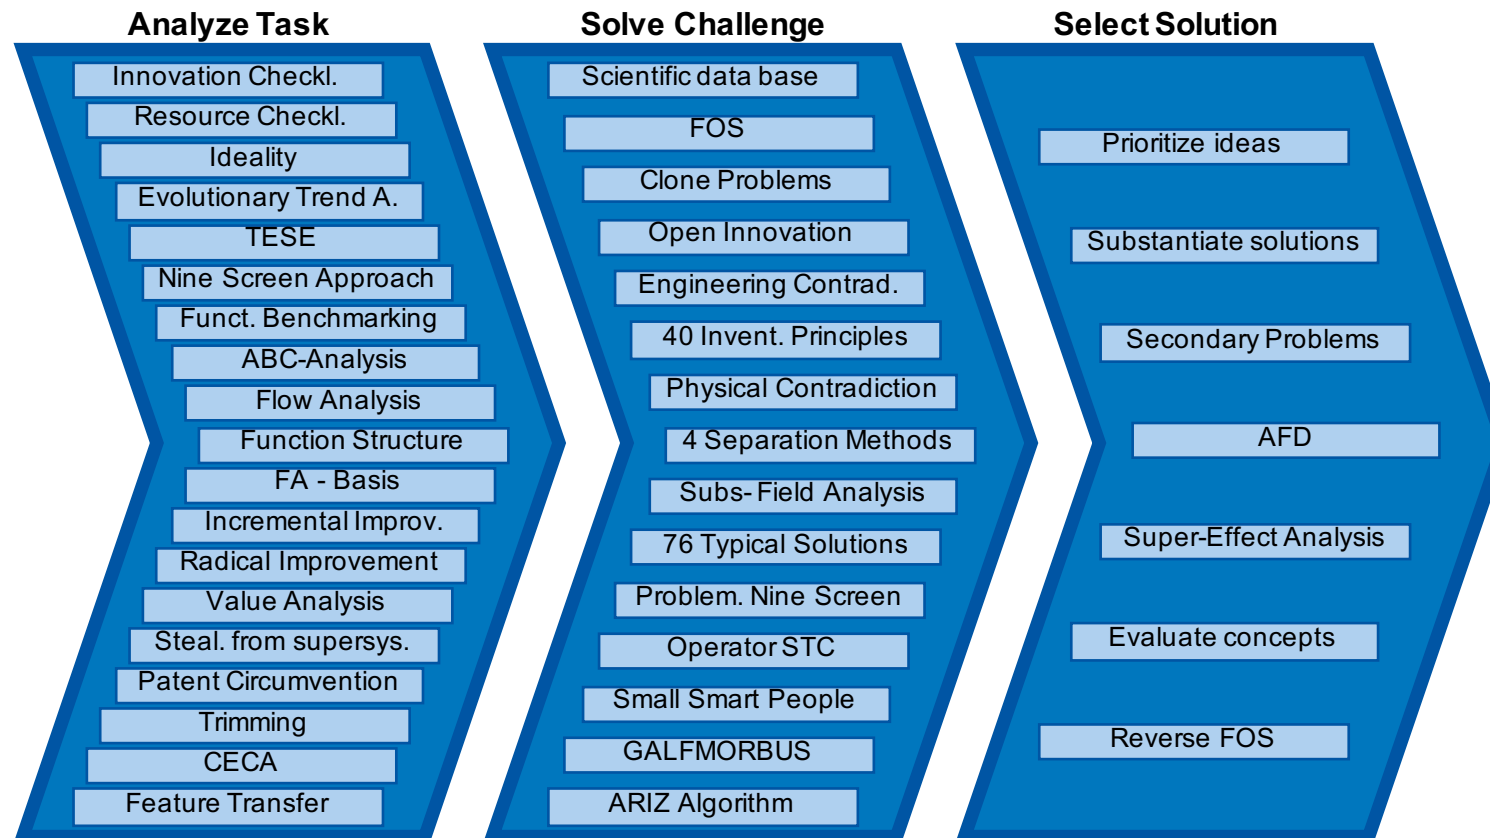 Analyze Task
Innovation Checkl.
Resource Checkl.
Ideality
Evolutionary Trend A.
TESE
Nine Screen Approach
Funct. Benchmarking
ABC-Analysis
Flow Analysis
Function Structure
FA - Basis
Incremental Improv.
Radical Improvement
Value Analysis
Steal. from supersys.
Patent Circumvention
Trimming
CECA
Feature Transfer
Solve Challenge
Scientific data base
FOS
Clone Problems
Open Innovation
Engineering Contrad.
40 Invent. Principles
Physical Contradiction
4 Separation Methods
Subs-Field Analysis
76 Typical Solutions
Problem. Nine Screen
Operator STC
Small Smart People
GALFMORBUS
ARIZ Algorithm
Select Solution
Prioritize ideas
Substantiate solutions
Secondary Problems
AFD
Super-Effect Analysis
Evaluate concepts
Reverse FOS